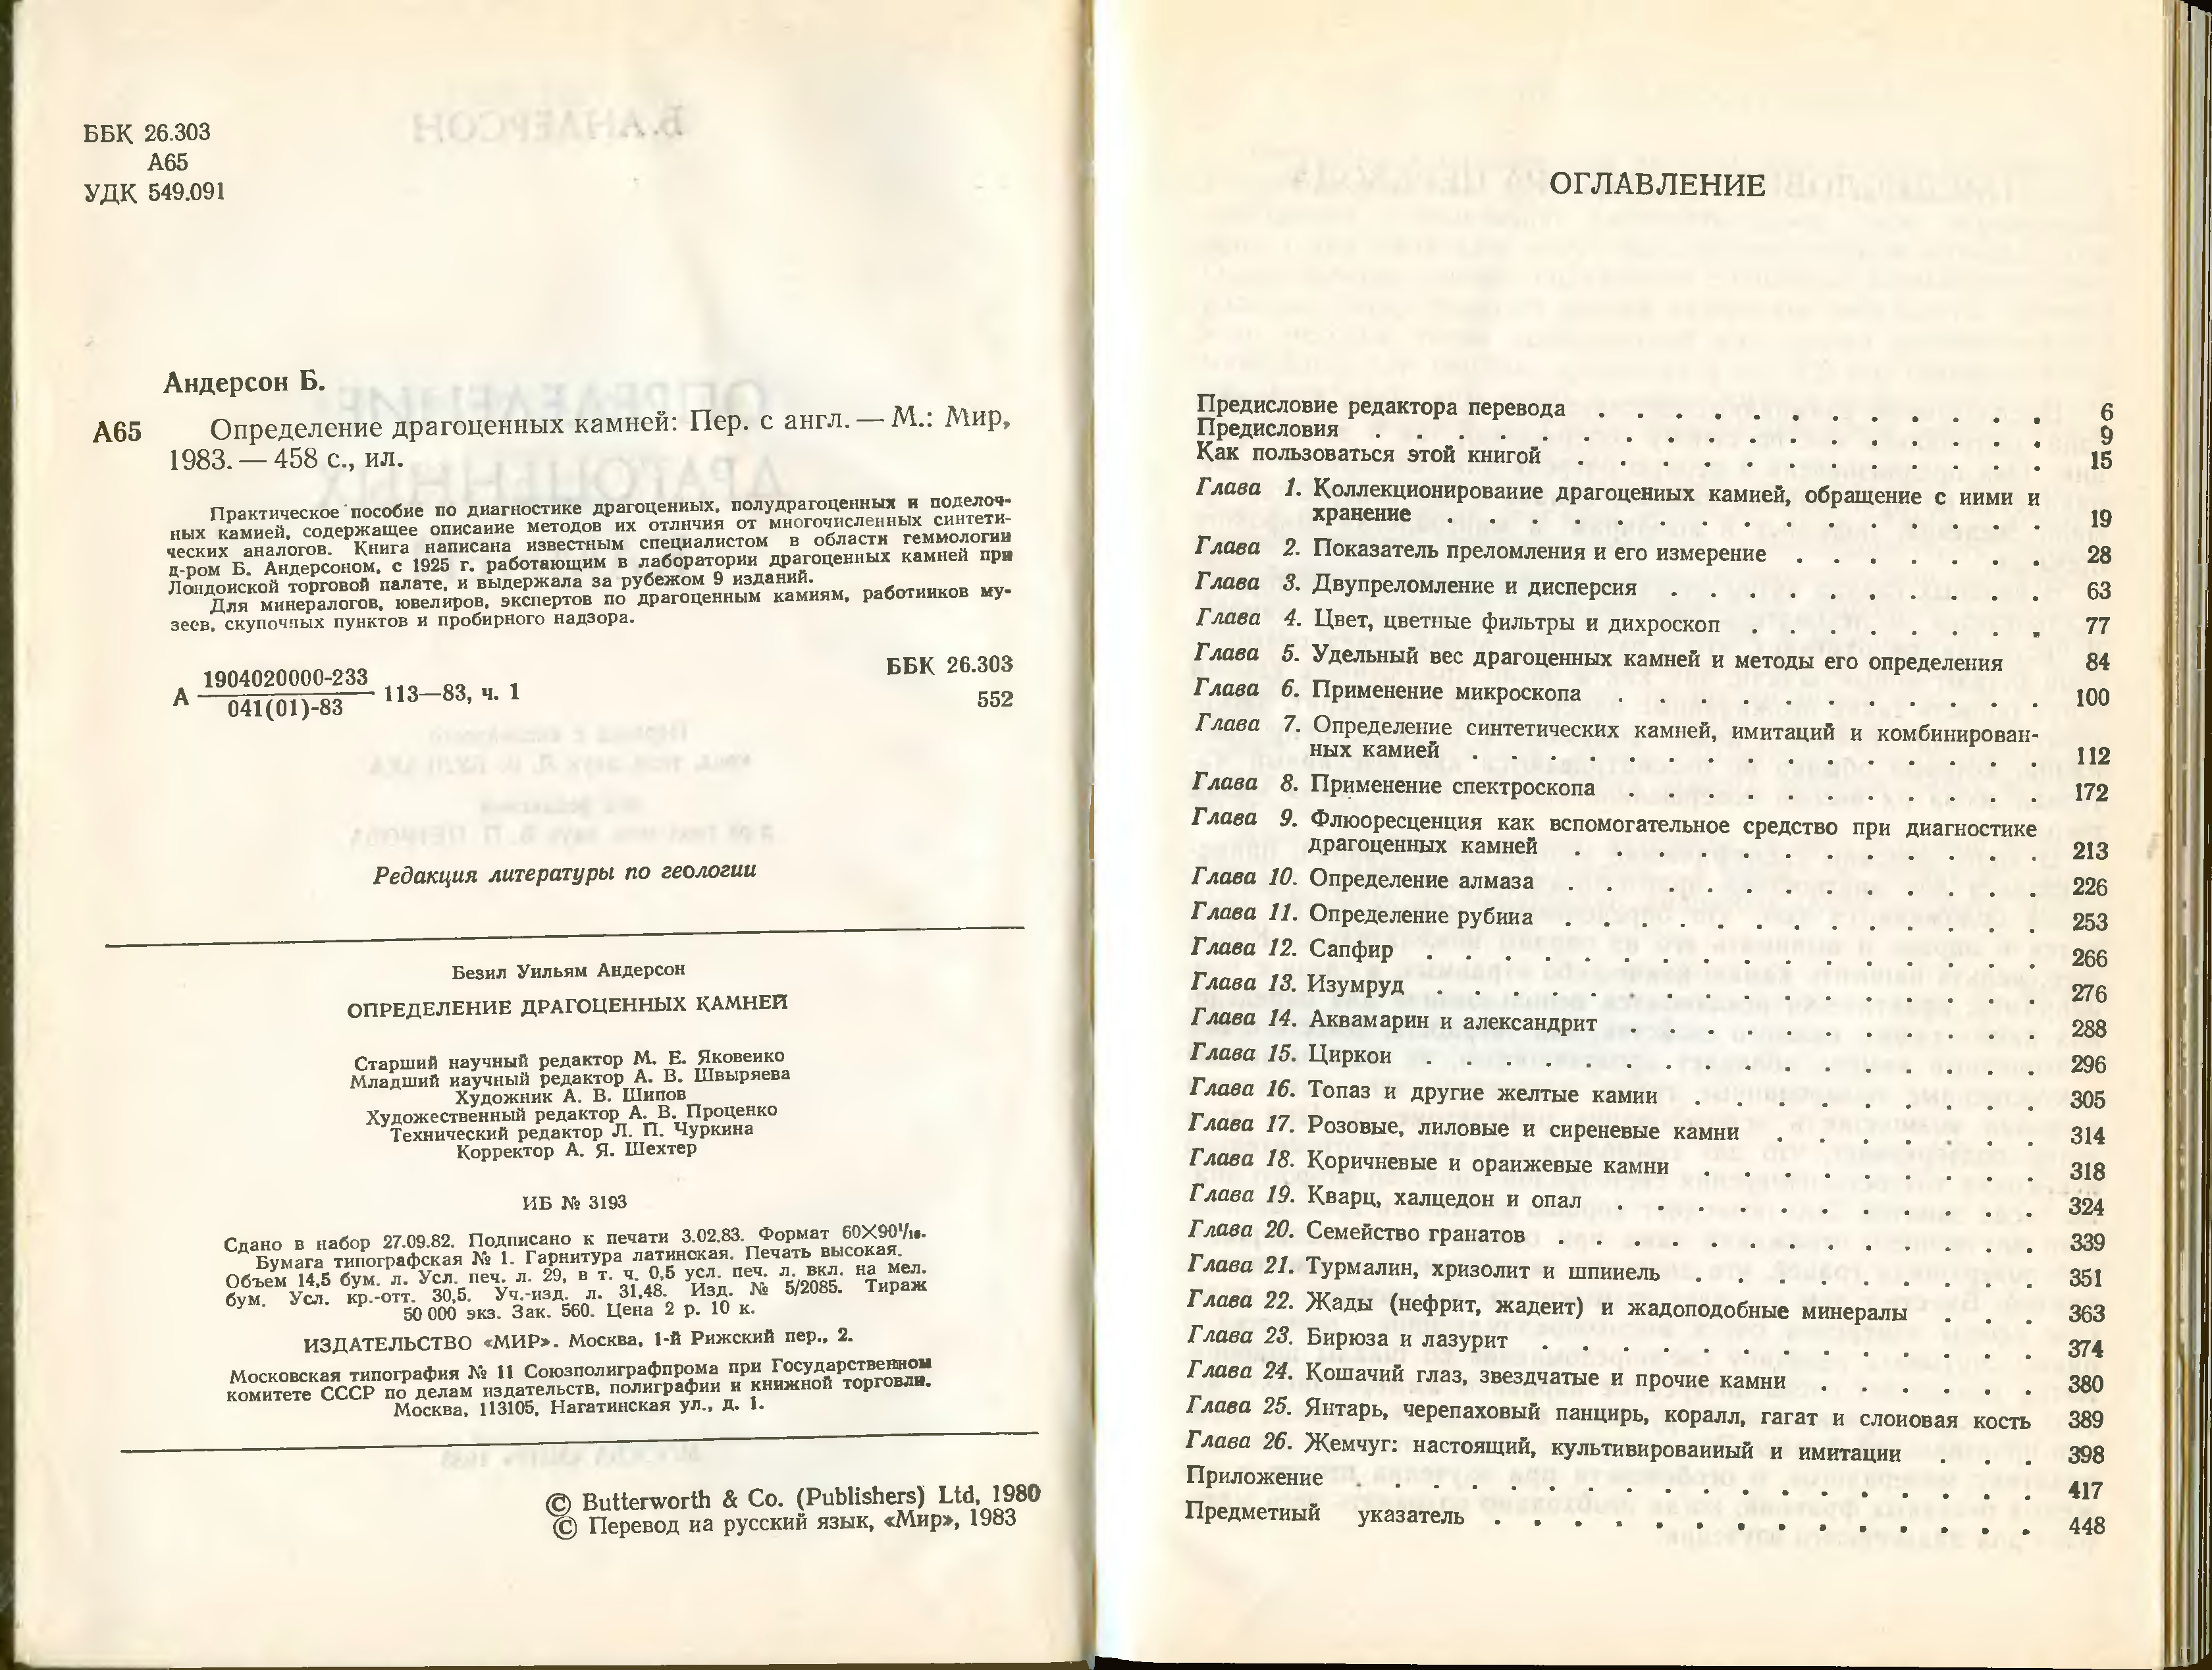 ББК 26.303
А65
УДК 549.091
Андерсон Б.
А65 Определение драгоценных камней: Пер. с англ. — М.: Мир,
1983. — 458 с., ил.
Практическое пособие по диагностике драгоценных, полудрагоценных и поделоч-
ных камней, содержащее описание методов их отличия от многочисленных синтети-
ческих аналогов. Книга написана известным специалистом в области геммологии
д-ром Б. Андерсоном, с 1925 г. работающим в лаборатории драгоценных камней при
Лондонской торговой палате, и выдержала за рубежом 9 изданий.
Для минералогов, ювелиров, экспертов по драгоценным камням, работников му-
зеев, скупочных пунктов и пробирного надзора.
А 1904020000-233 / 041(01)-83 113—83, ч. 1
ББК 26.303
552
Редакция литературы по геологии
Безил Уильям Андерсон
ОПРЕДЕЛЕНИЕ ДРАГОЦЕННЫХ КАМНЕЙ
Старший научный редактор М. Е. Яковенко
Младший научный редактор А. В. Швыряева
Художник А. В. Шипов
Художественный редактор А. В. Проценко
Технический редактор Л. П. Чуркина
Корректор А. Я. Шехтер
ИБ № 3193
Сдано в набор 27.09.82. Подписано к печати 3.02.83. Формат 60X90¹/₁₆.
Бумага типографская № 1. Гарнитура латинская. Печать высокая.
Объем 14,5 бум. л. Усл. печ. л. 29, в т. ч. 0,5 усл. печ. л. вкл. на мел.
бум. Усл. кр.-отт. 30,5. Уч.-изд. л. 31,48. Изд. № 5/2085. Тираж
50 000 экз. Зак. 560. Цена 2 р. 10 к.
ИЗДАТЕЛЬСТВО «МИР». Москва, 1-й Рижский пер., 2.
Московская типография № 11 Союзполиграфпрома при Государственном
комитете СССР по делам издательств, полиграфии и книжной торговли.
Москва, 113105, Нагатинская ул., д. 1.
© Butterworth & Co. (Publishers) Ltd, 1980
© Перевод на русский язык, «Мир», 1983
ОГЛАВЛЕНИЕ
Предисловие редактора перевода . . . . . . . . . . . 6
Предисловия . . . . . . . . . . . . . . . . . 9
Как пользоваться этой книгой . . . . . . . . . . . . 15
Глава 1. Коллекционирование драгоценных камней, обращение с ними и
хранение . . . . . . . . . . . . . . . 19
Глава 2. Показатель преломления и его измерение . . . . . . . 28
Глава 3. Двупреломление и дисперсия . . . . . . . . . . 63
Глава 4. Цвет, цветные фильтры и дихроскоп . . . . . . . . 77
Глава 5. Удельный вес драгоценных камней и методы его определения 84
Глава 6. Применение микроскопа . . . . . . . . . . . 100
Глава 7. Определение синтетических камней, имитаций и комбинирован-
ных камней . . . . . . . . . . . . . . 112
Глава 8. Применение спектроскопа . . . . . . . . . . . 172
Глава 9. Флюоресценция как вспомогательное средство при диагностике
драгоценных камней . . . . . . . . . . . . 213
Глава 10. Определение алмаза . . . . . . . . . . . . 226
Глава 11. Определение рубина . . . . . . . . . . . . 253
Глава 12. Сапфир . . . . . . . . . . . . . . . 266
Глава 13. Изумруд . . . . . . . . . . . . . . . 276
Глава 14. Аквамарин и александрит . . . . . . . . . . . 288
Глава 15. Циркон . . . . . . . . . . . . . . . 296
Глава 16. Топаз и другие желтые камни . . . . . . . . . 305
Глава 17. Розовые, лиловые и сиреневые камни . . . . . . . 314
Глава 18. Коричневые и оранжевые камни . . . . . . . . . 318
Глава 19. Кварц, халцедон и опал . . . . . . . . . . . 324
Глава 20. Семейство гранатов . . . . . . . . . . . . 339
Глава 21. Турмалин, хризолит и шпинель . . . . . . . . . 351
Глава 22. Жады (нефрит, жадеит) и жадоподобные минералы . . . 363
Глава 23. Бирюза и лазурит . . . . . . . . . . . . 374
Глава 24. Кошачий глаз, звездчатые и прочие камни . . . . . . 380
Глава 25. Янтарь, черепаховый панцирь, коралл, гагат и слоновая кость 389
Глава 26. Жемчуг: настоящий, культивированный и имитации . . . 398
Приложение . . . . . . . . . . . . . . . . . 417
Предметный указатель . . . . . . . . . . . . . . 448